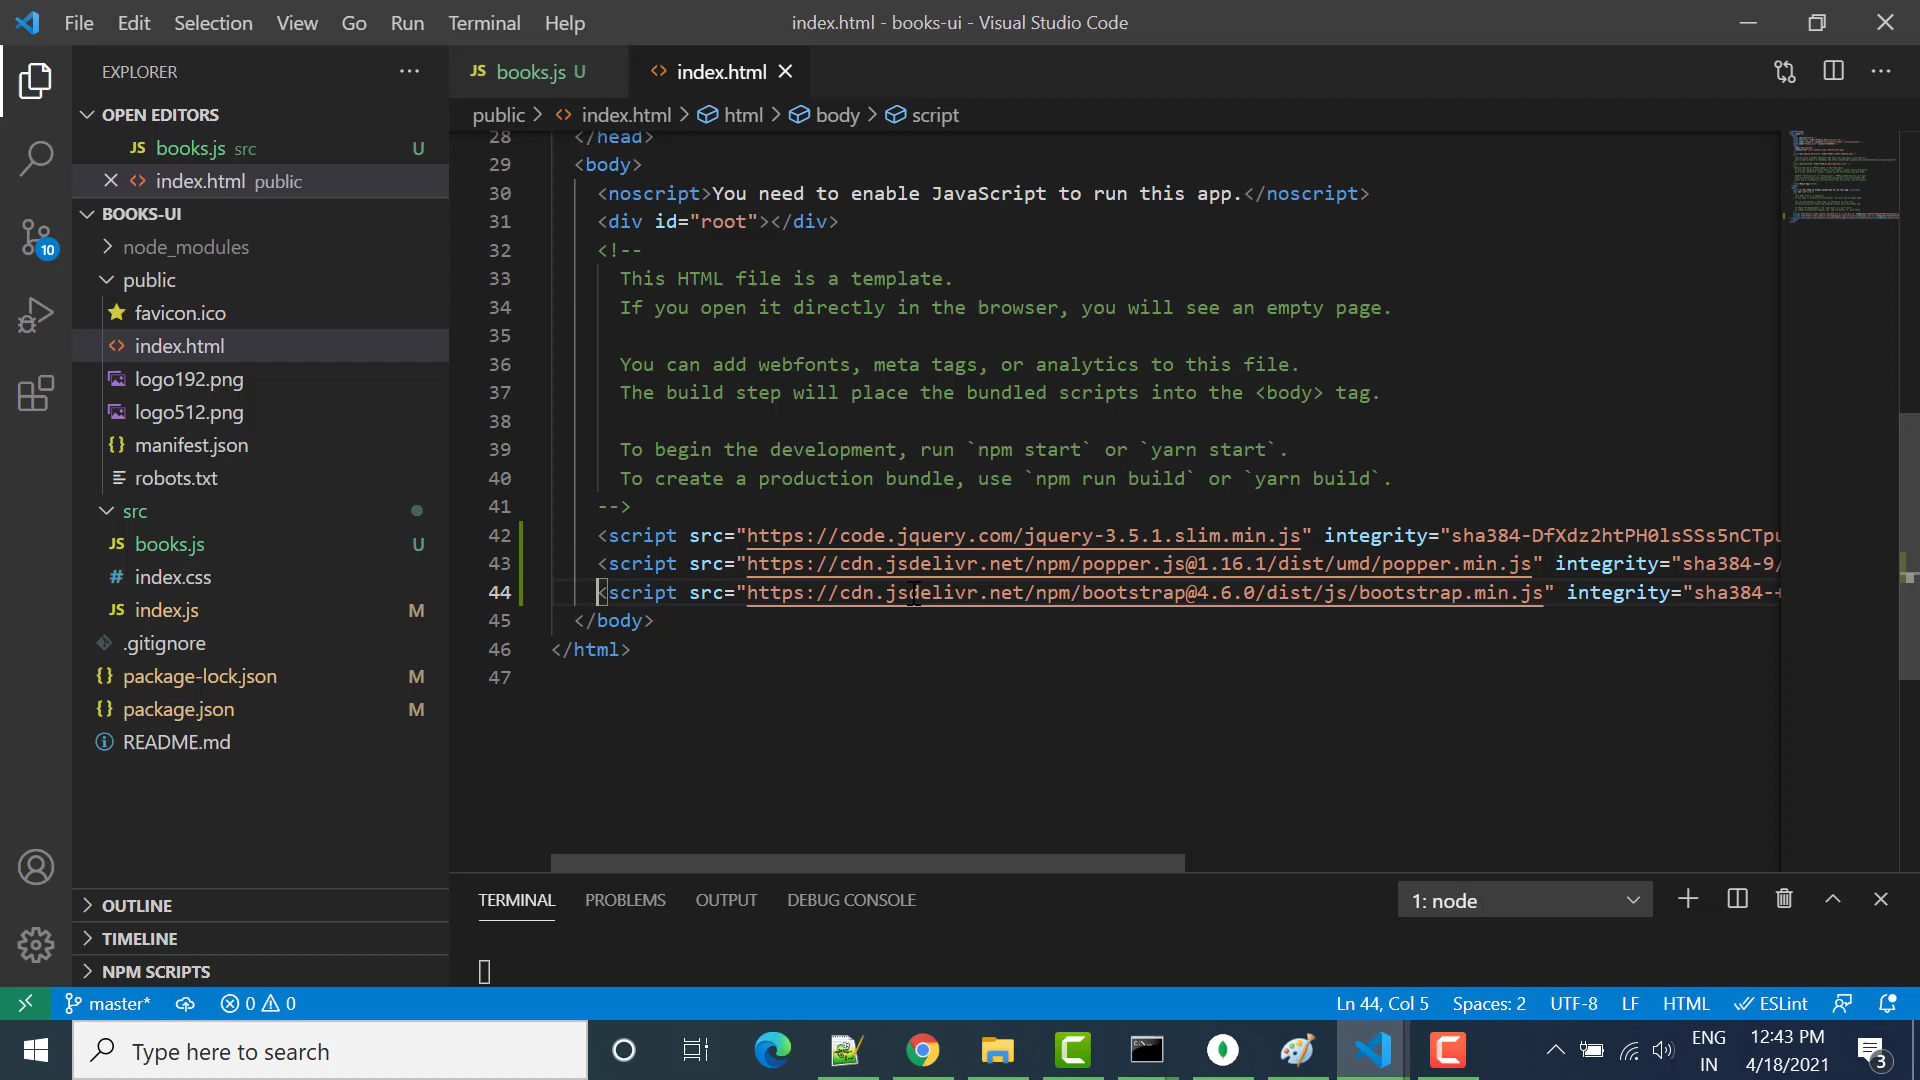 File Edit Selection View Go Run Terminal Help
index.html - books-ui - Visual Studio Code
EXPLORER
OPEN EDITORS
JS books.js src U
<> index.html public
BOOKS-UI
node_modules
public
favicon.ico
<> index.html
logo192.png
logo512.png
{} manifest.json
robots.txt
src
JS books.js U
# index.css
JS index.js
.gitignore
{} package-lock.json M
{} package.json M
README.md
OUTLINE
TIMELINE
NPM SCRIPTS
10
JS books.js U
<> index.html
public > <> index.html > html > body > script
28 </head>
29 <body>
30 <noscript>You need to enable JavaScript to run this app.</noscript>
31 <div id="root"></div>
32 <!--
33 This HTML file is a template.
34 If you open it directly in the browser, you will see an empty page.
35
36 You can add webfonts, meta tags, or analytics to this file.
37 The build step will place the bundled scripts into the <body> tag.
38
39 To begin the development, run `npm start` or `yarn start`.
40 To create a production bundle, use `npm run build` or `yarn build`.
41 -->
42 <script src="https://code.jquery.com/jquery-3.5.1.slim.min.js" integrity="sha384-DfXdz2htPH0lsSSs5nCTpu
43 <script src="https://cdn.jsdelivr.net/npm/popper.js@1.16.1/dist/umd/popper.min.js" integrity="sha384-9/
44 <script src="https://cdn.jsdelivr.net/npm/bootstrap@4.6.0/dist/js/bootstrap.min.js" integrity="sha384-+
45 </body>
46 </html>
47
TERMINAL PROBLEMS OUTPUT DEBUG CONSOLE
1: node
master* 0 0
Ln 44, Col 5 Spaces: 2 UTF-8 LF HTML ESLint
Type here to search
ENG
IN
12:43 PM
4/18/2021
3